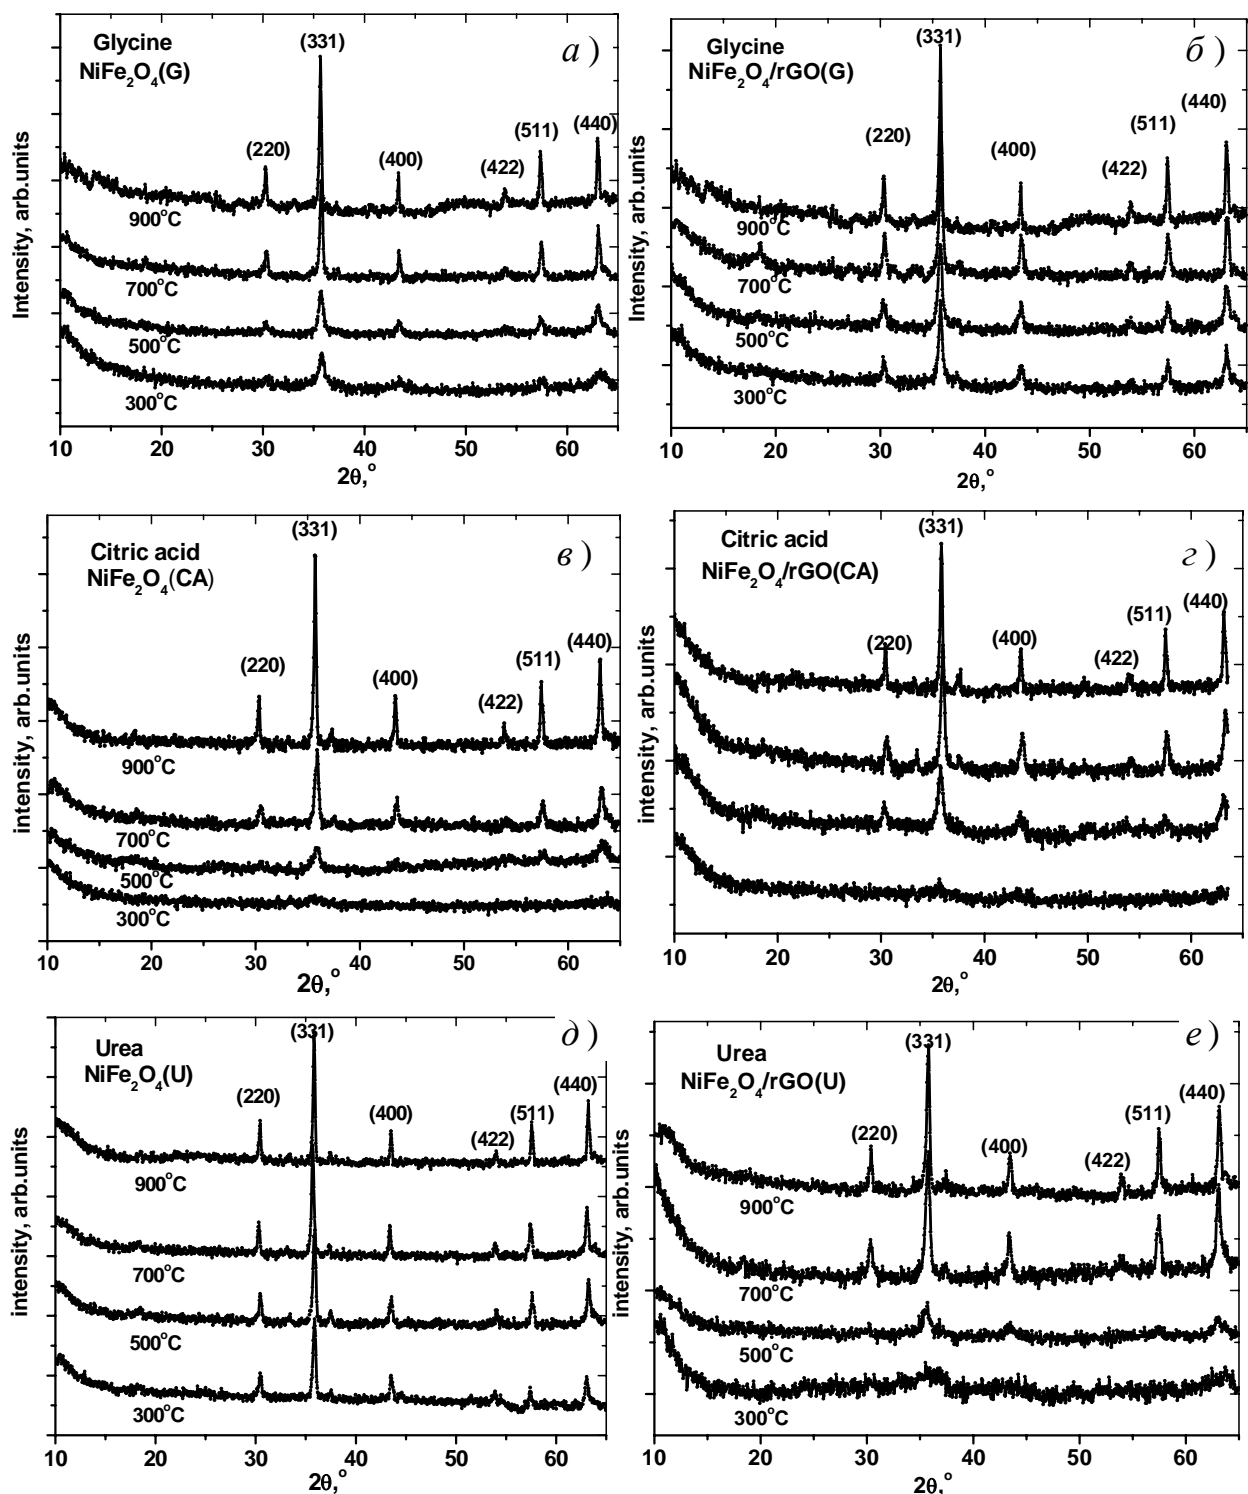 Glycine
NiFe₂O₄(G)
а)
(331)
(220)
(400)
(422)
(511)
(440)
900°C
700°C
500°C
300°C
Intensity, arb.units
10 20 30 40 50 60
2θ,°
Glycine
NiFe₂O₄/rGO(G)
б)
(331)
(220)
(400)
(422)
(511)
(440)
900°C
700°C
500°C
300°C
Intensity, arb.units
10 20 30 40 50 60
2θ,°
Citric acid
NiFe₂O₄(CA)
в)
(331)
(220)
(400)
(422)
(511)
(440)
900°C
700°C
500°C
300°C
intensity, arb.units
10 20 30 40 50 60
2θ,°
Citric acid
NiFe₂O₄/rGO(CA)
г)
(331)
(220)
(400)
(422)
(511)
(440)
intensity, arb.units
10 20 30 40 50 60
2θ,°
Urea
NiFe₂O₄(U)
д)
(331)
(220)
(400)
(422)
(511)
(440)
900°C
700°C
500°C
300°C
intensity, arb.units
10 20 30 40 50 60
2θ,°
Urea
NiFe₂O₄/rGO(U)
е)
(331)
(220)
(400)
(422)
(511)
(440)
900°C
700°C
500°C
300°C
intensity, arb.units
10 20 30 40 50 60
2θ,°